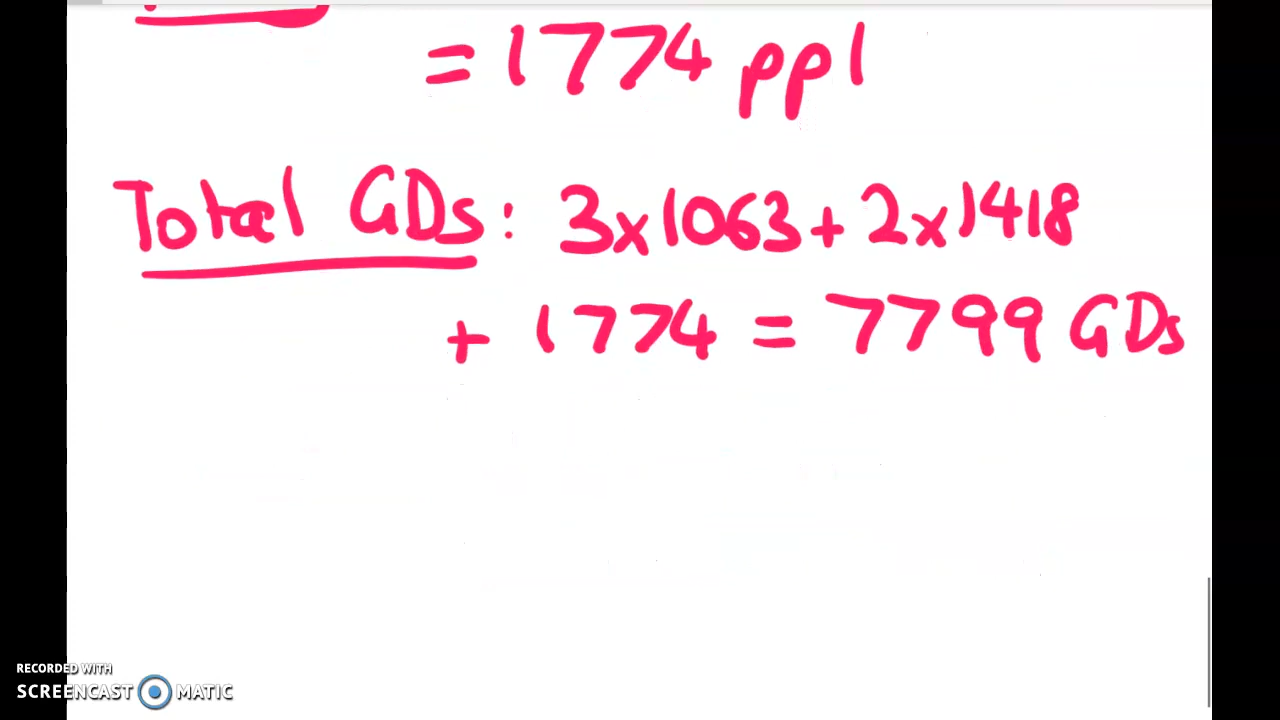 = 1774 ppl
Total GDs: 3x1063 + 2x1418
+ 1774 = 7799 GDs
RECORDED WITH
SCREENCAST MATIC